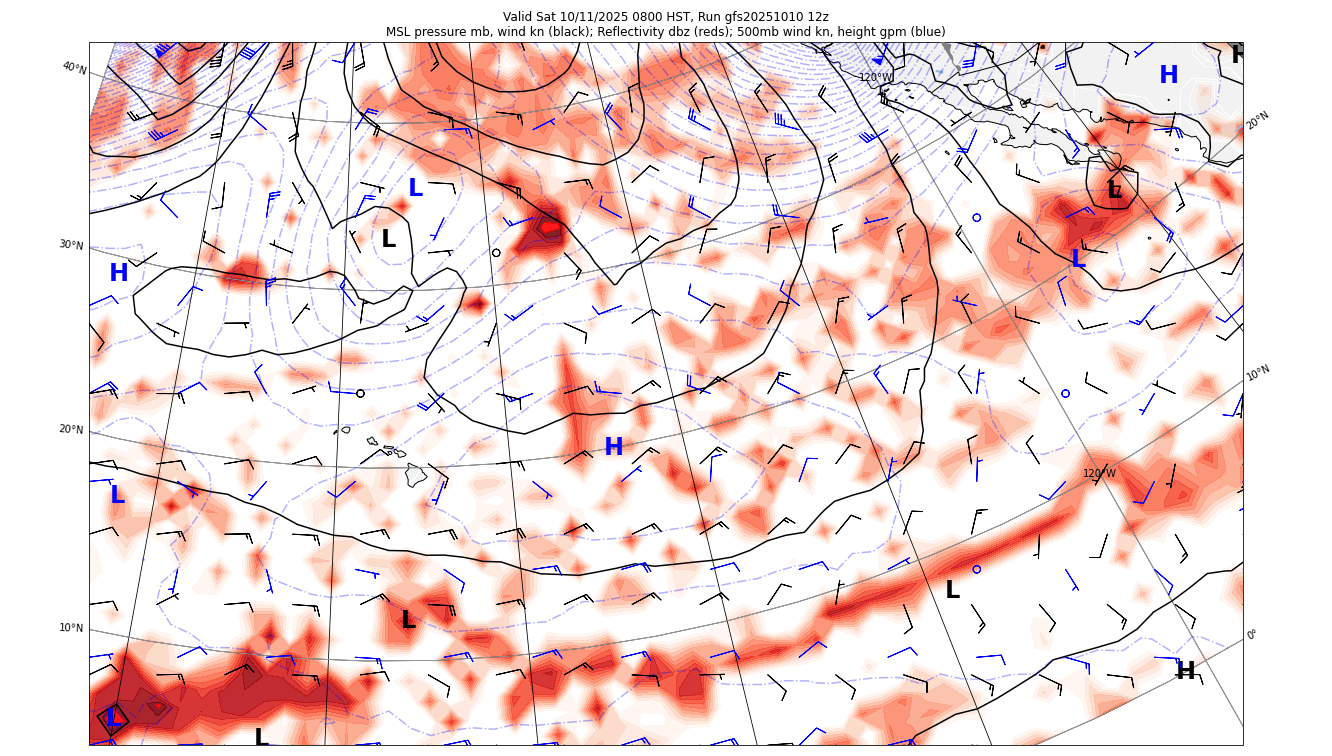 Valid Sat 10/11/2025 0800 HST, Run gfs20251010 12z
MSL pressure mb, wind kn (black); Reflectivity dbz (reds); 500mb wind kn, height gpm (blue)
H
40°N
120°W
H
20°N
L
L
L
30°N
H
L
10°N
20°N
H
120°W
L
L
L
10°N
0°
H
L
L